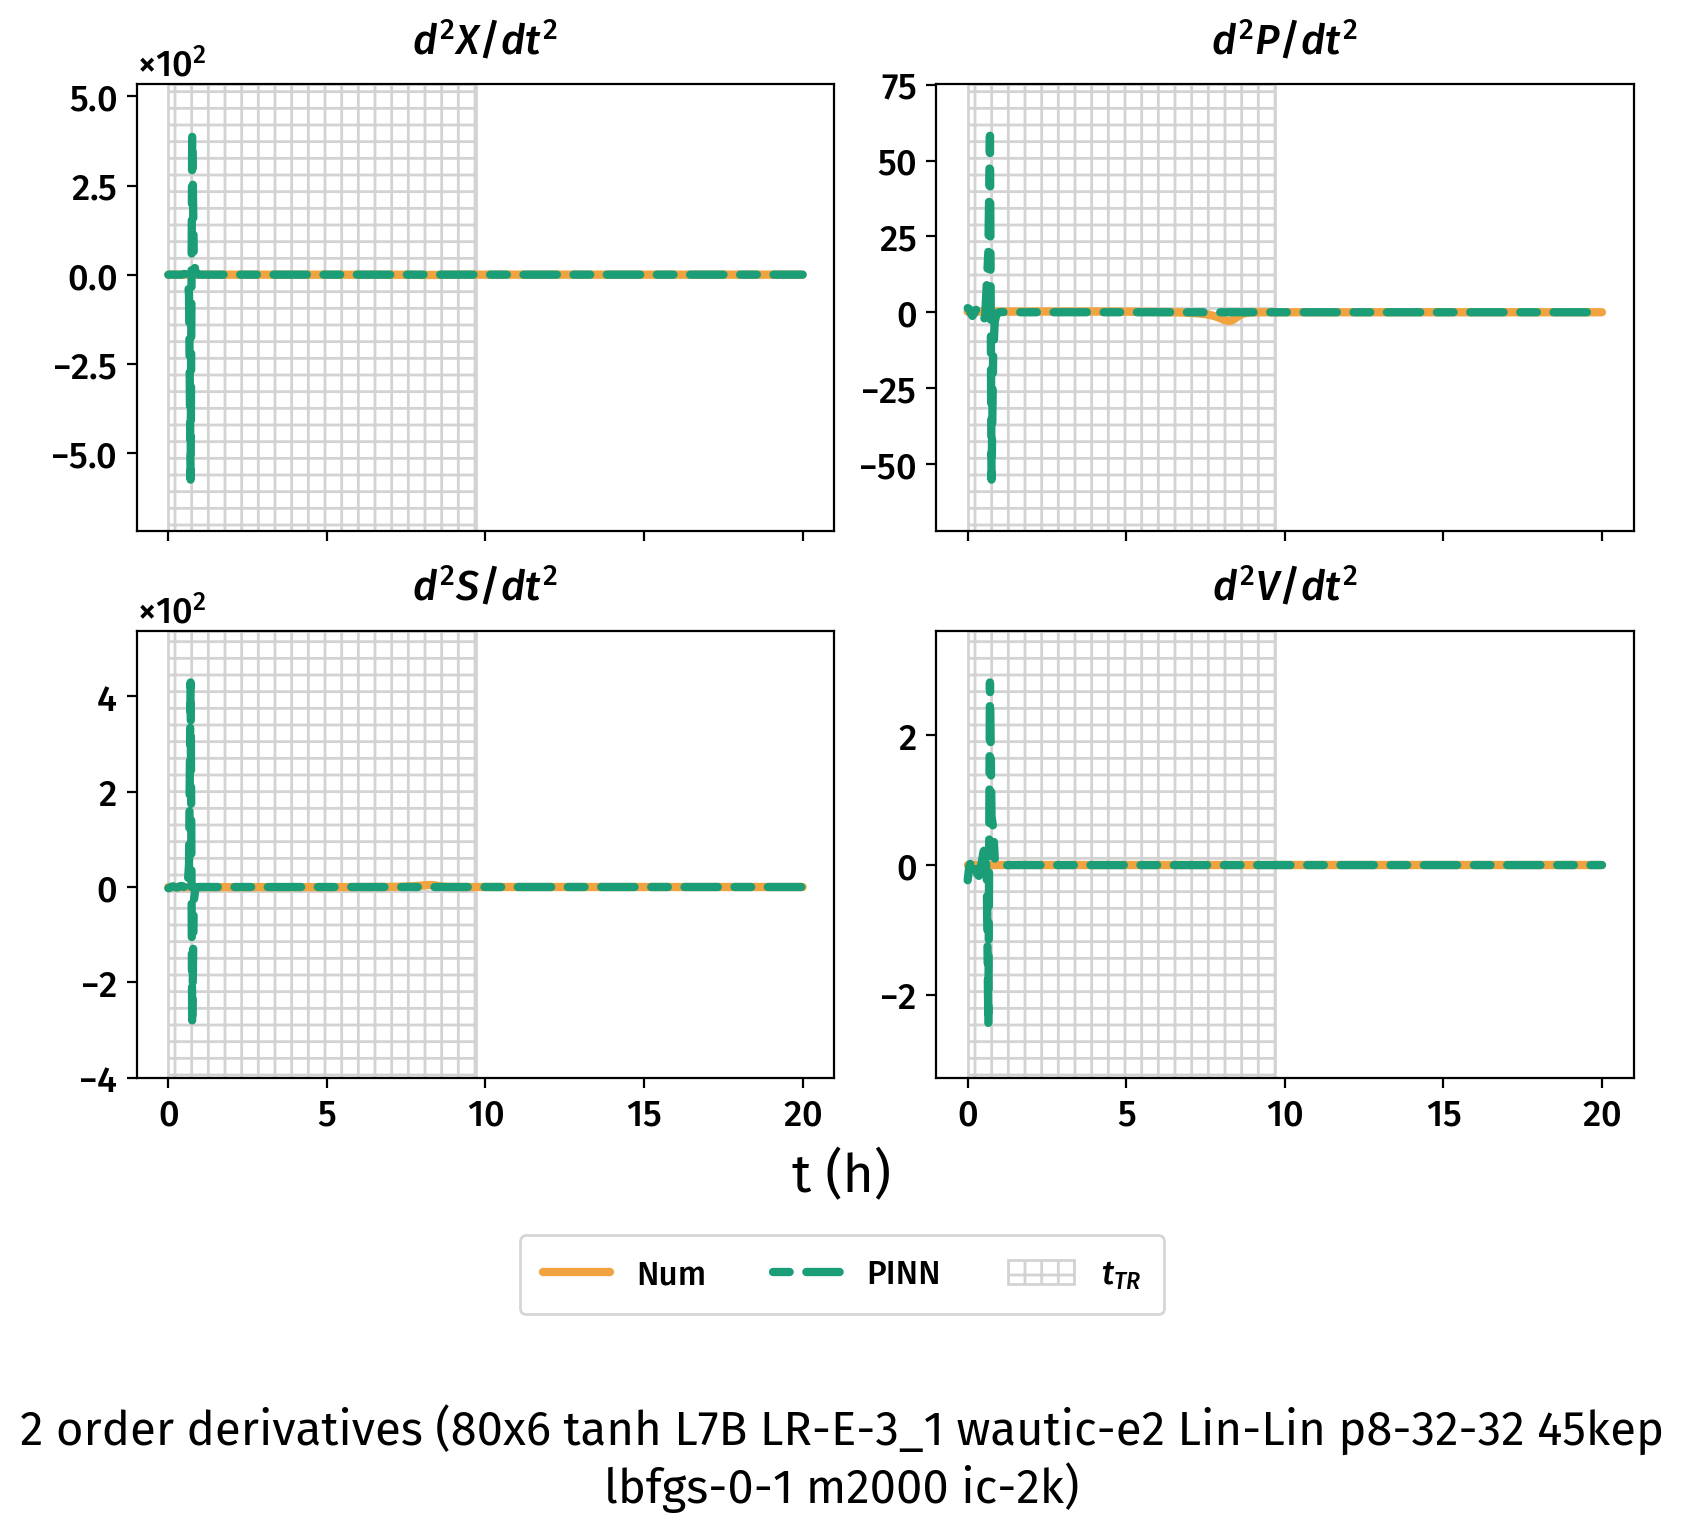 d²X/dt²
d²P/dt²
×10²
5.0
2.5
0.0
−2.5
−5.0
75
50
25
0
−25
−50
d²S/dt²
d²V/dt²
×10²
4
2
0
−2
−4
2
0
−2
0 5 10 15 20
0 5 10 15 20
t (h)
Num PINN t_TR
2 order derivatives (80x6 tanh L7B LR-E-3_1 wautic-e2 Lin-Lin p8-32-32 45kep
lbfgs-0-1 m2000 ic-2k)